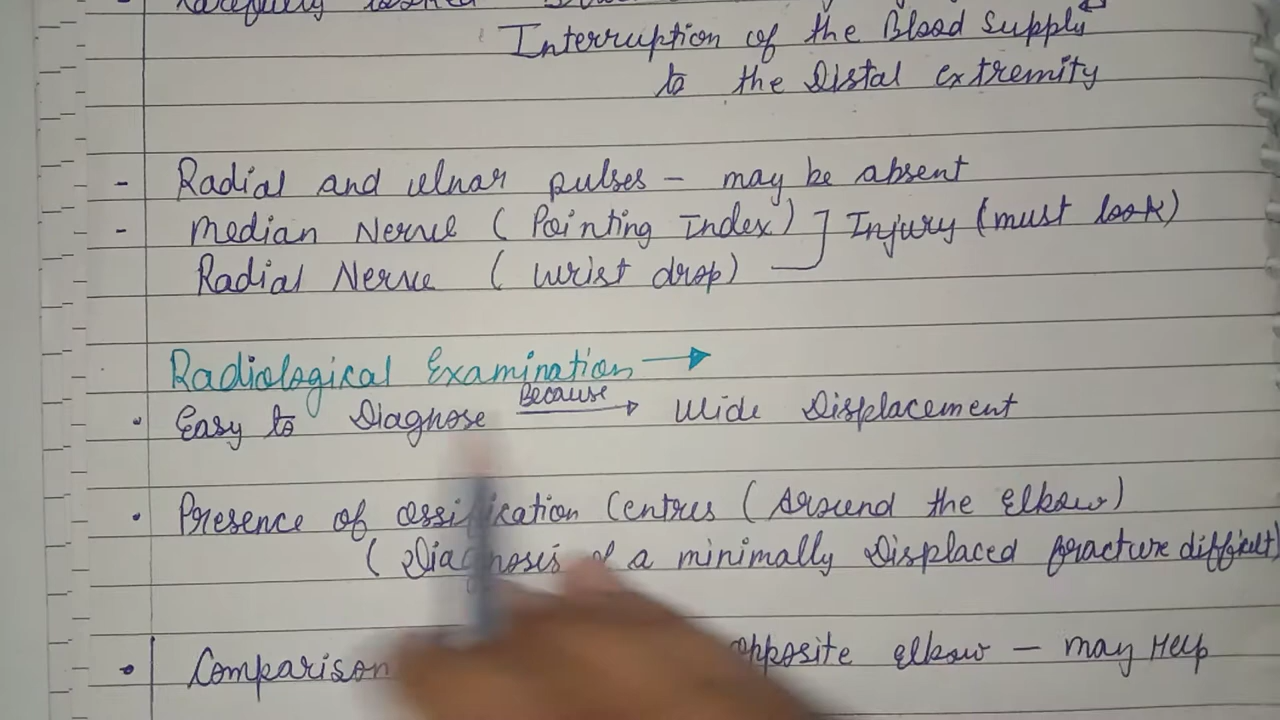 Interruption of the Blood Supply
to the Distal extremity
- Radial and ulnar pulses - may be absent
- Median Nerve ( Pointing Index) ] Injury (must look)
Radial Nerve ( wrist drop)
Radiological Examination →
• Easy to Diagnose Because → Wide Displacement
• Presence of ossification Centres ( Around the elbow)
( Diagnosis of a minimally Displaced fracture difficult)
• Comparison opposite elbow - may Help